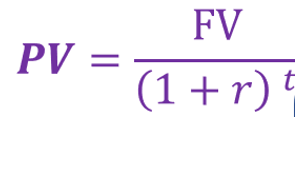 PV = FV / (1 + r)^t